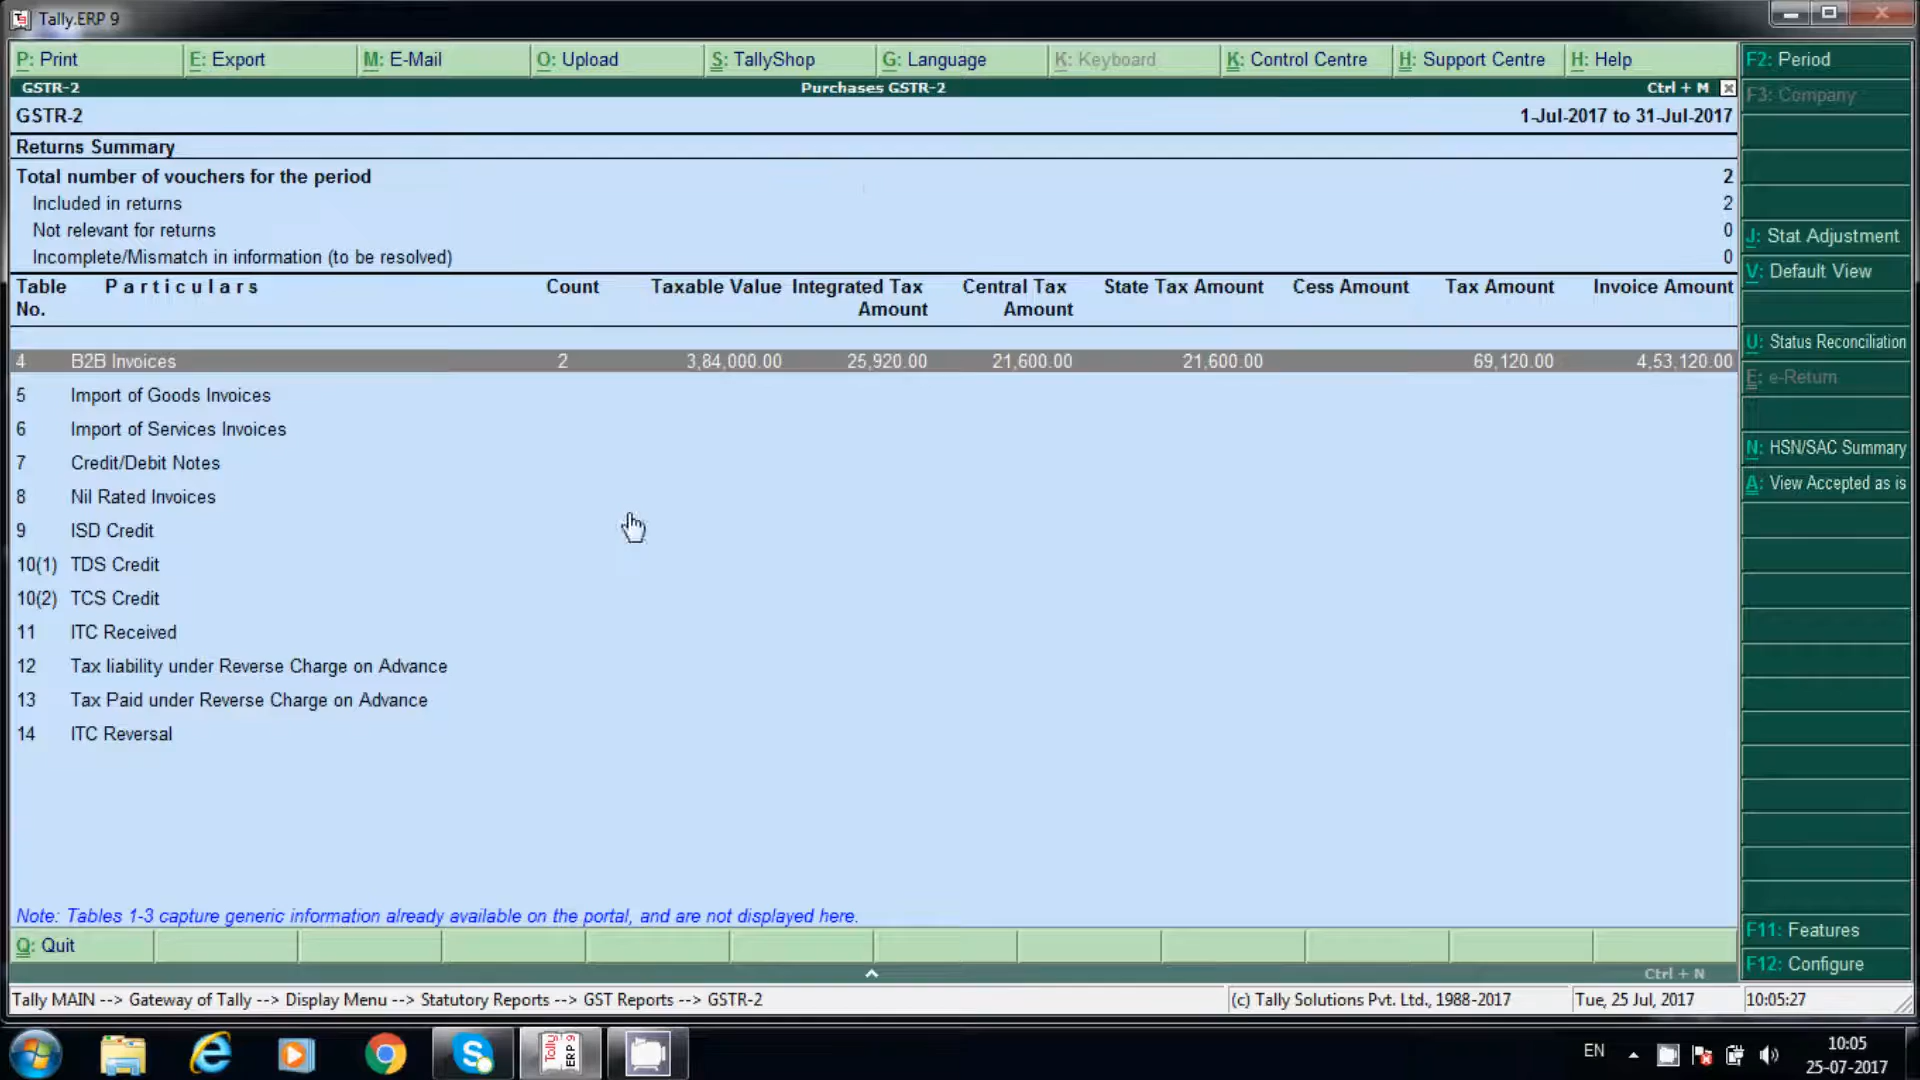 Tally.ERP 9
P: Print E: Export M: E-Mail O: Upload S: TallyShop G: Language K: Keyboard K: Control Centre H: Support Centre H: Help
GSTR-2 Purchases GSTR-2 Ctrl + M
GSTR-2 1-Jul-2017 to 31-Jul-2017
Returns Summary
Total number of vouchers for the period 2
Included in returns 2
Not relevant for returns 0
Incomplete/Mismatch in information (to be resolved) 0
Table Particulars Count Taxable Value Integrated Tax Central Tax State Tax Amount Cess Amount Tax Amount Invoice Amount
No. Amount Amount
4 B2B Invoices 2 3,84,000.00 25,920.00 21,600.00 21,600.00 69,120.00 4,53,120.00
5 Import of Goods Invoices
6 Import of Services Invoices
7 Credit/Debit Notes
8 Nil Rated Invoices
9 ISD Credit
10(1) TDS Credit
10(2) TCS Credit
11 ITC Received
12 Tax liability under Reverse Charge on Advance
13 Tax Paid under Reverse Charge on Advance
14 ITC Reversal
Note: Tables 1-3 capture generic information already available on the portal, and are not displayed here.
Q: Quit
Ctrl + N
F2: Period
F3: Company
J: Stat Adjustment
V: Default View
U: Status Reconciliation
E: e-Return
N: HSN/SAC Summary
A: View Accepted as is
F11: Features
F12: Configure
Tally MAIN --> Gateway of Tally --> Display Menu --> Statutory Reports --> GST Reports --> GSTR-2 (c) Tally Solutions Pvt. Ltd., 1988-2017 Tue, 25 Jul, 2017 10:05:27
Tally
ERP 9
EN
10:05
25-07-2017